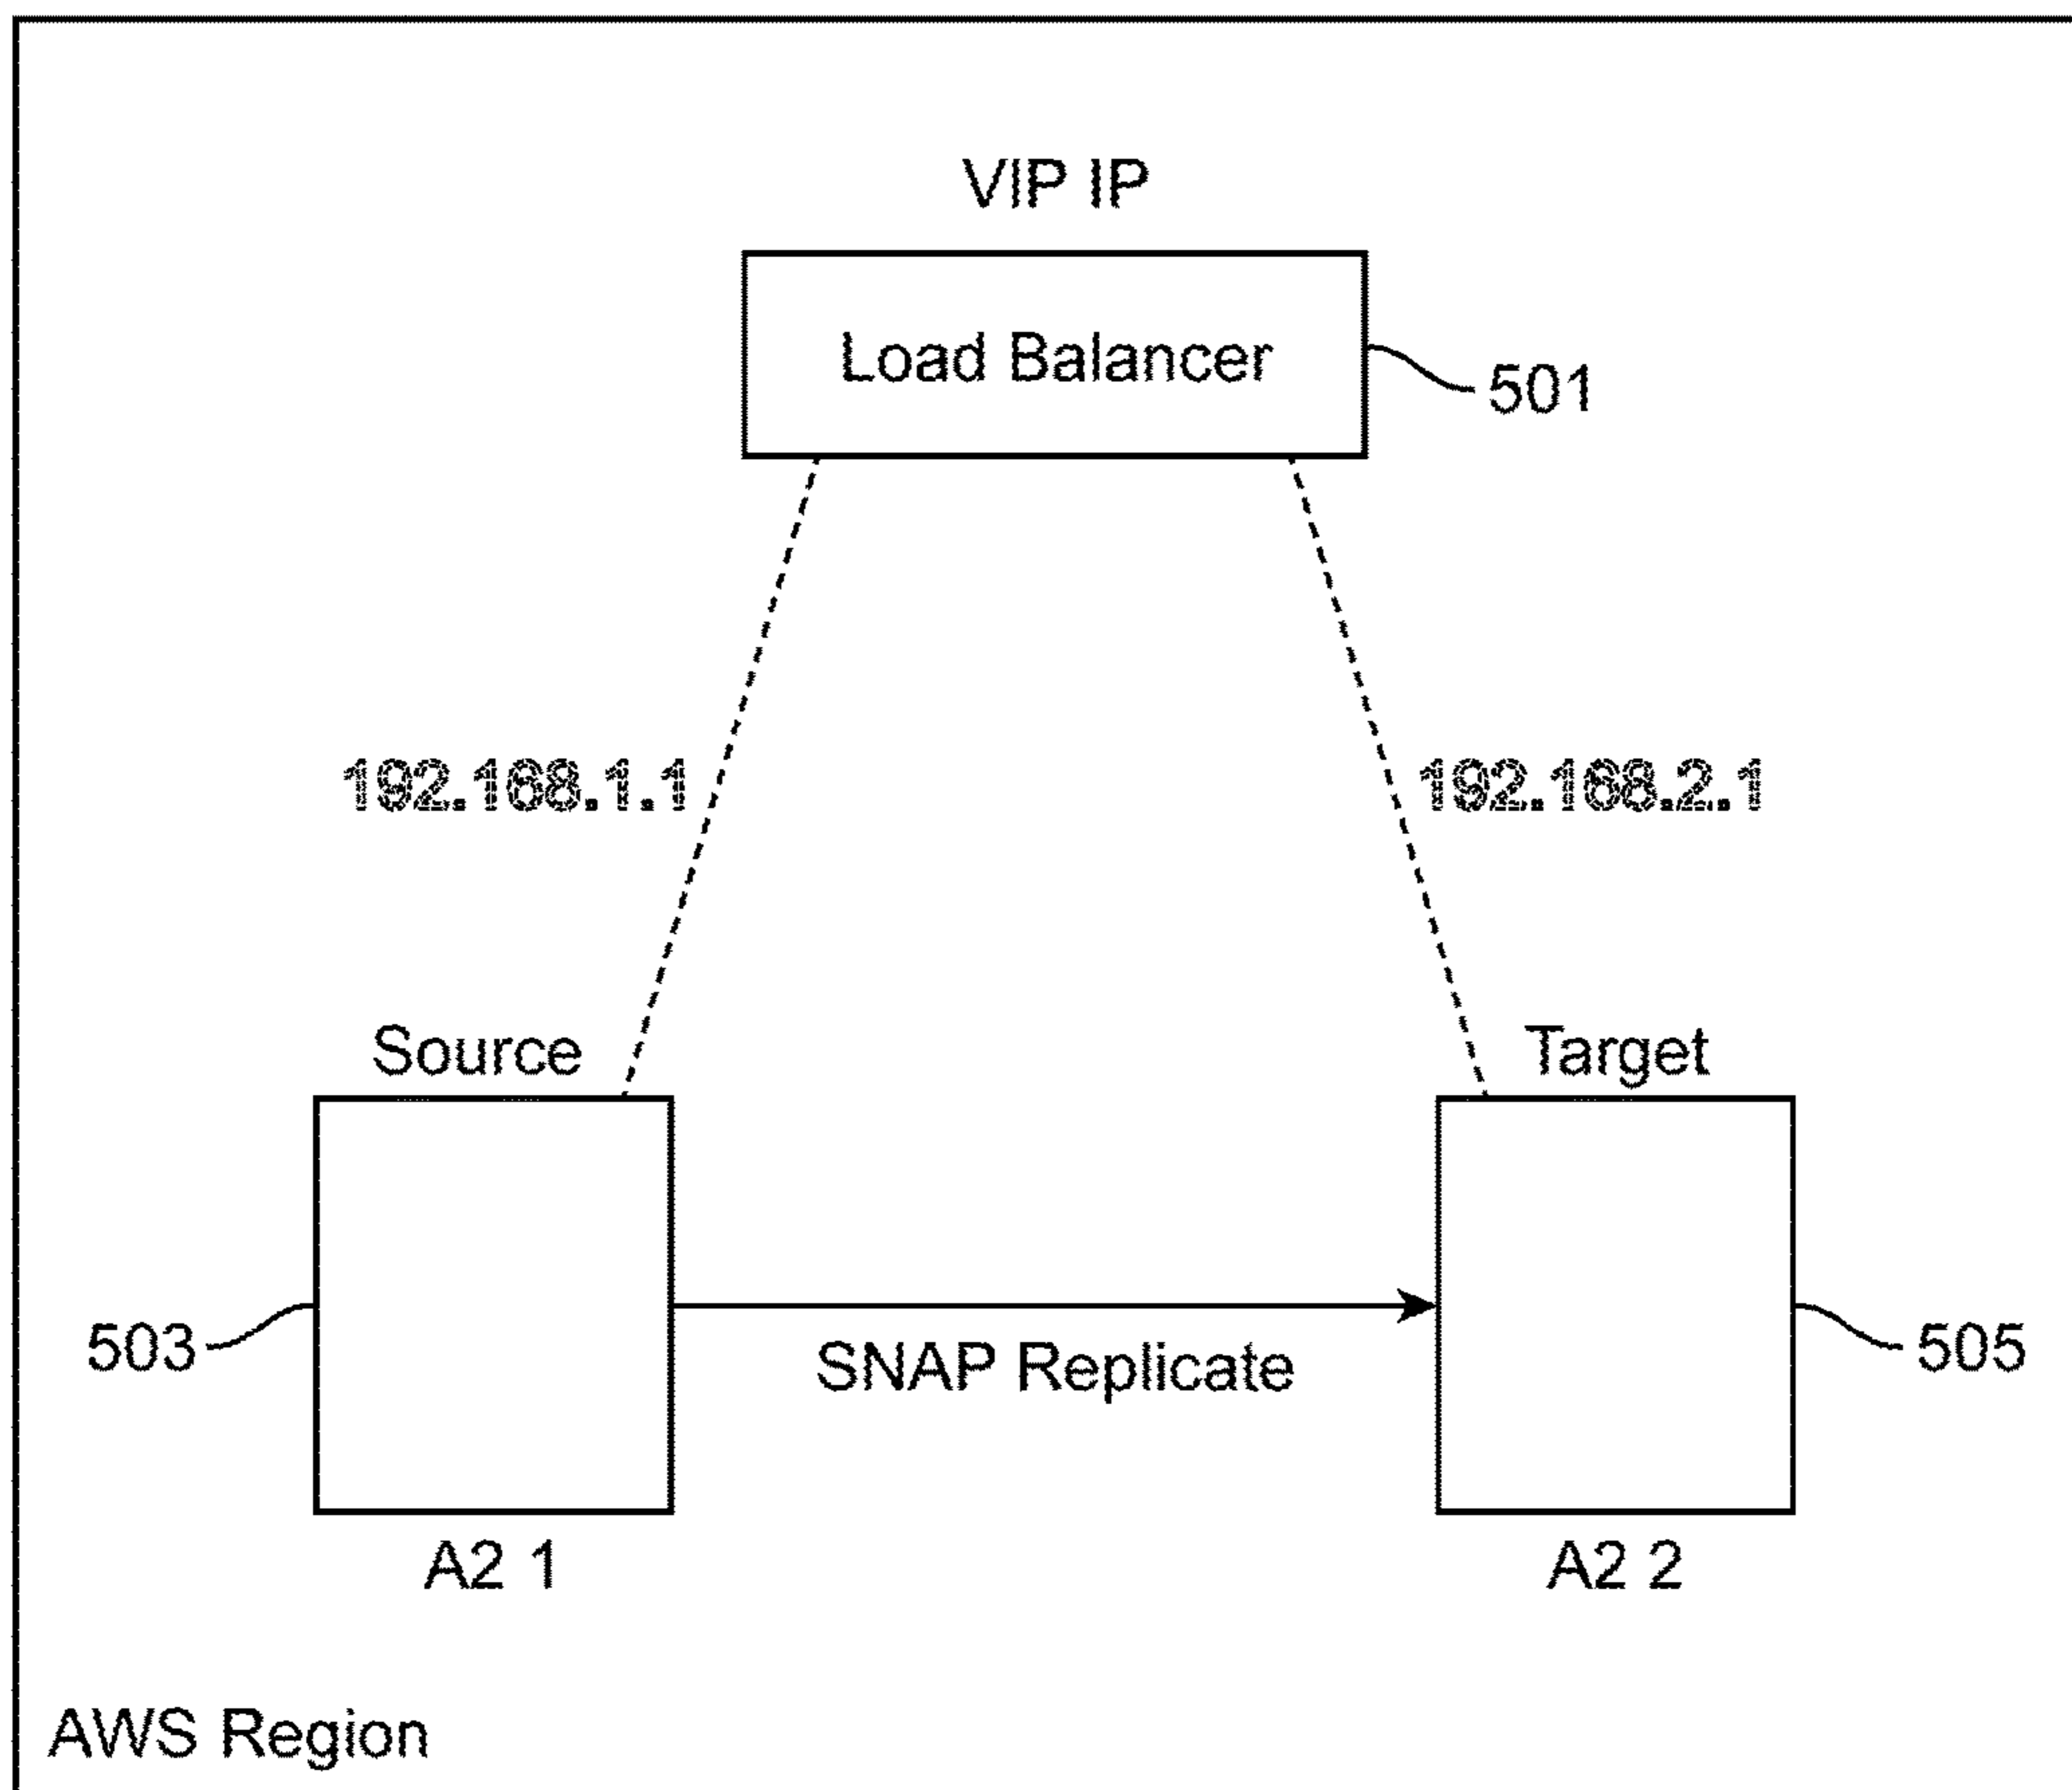 VIP IP
Load Balancer
501
192.168.1.1
192.168.2.1
Source
Target
503
SNAP Replicate
505
A2 1
A2 2
AWS Region